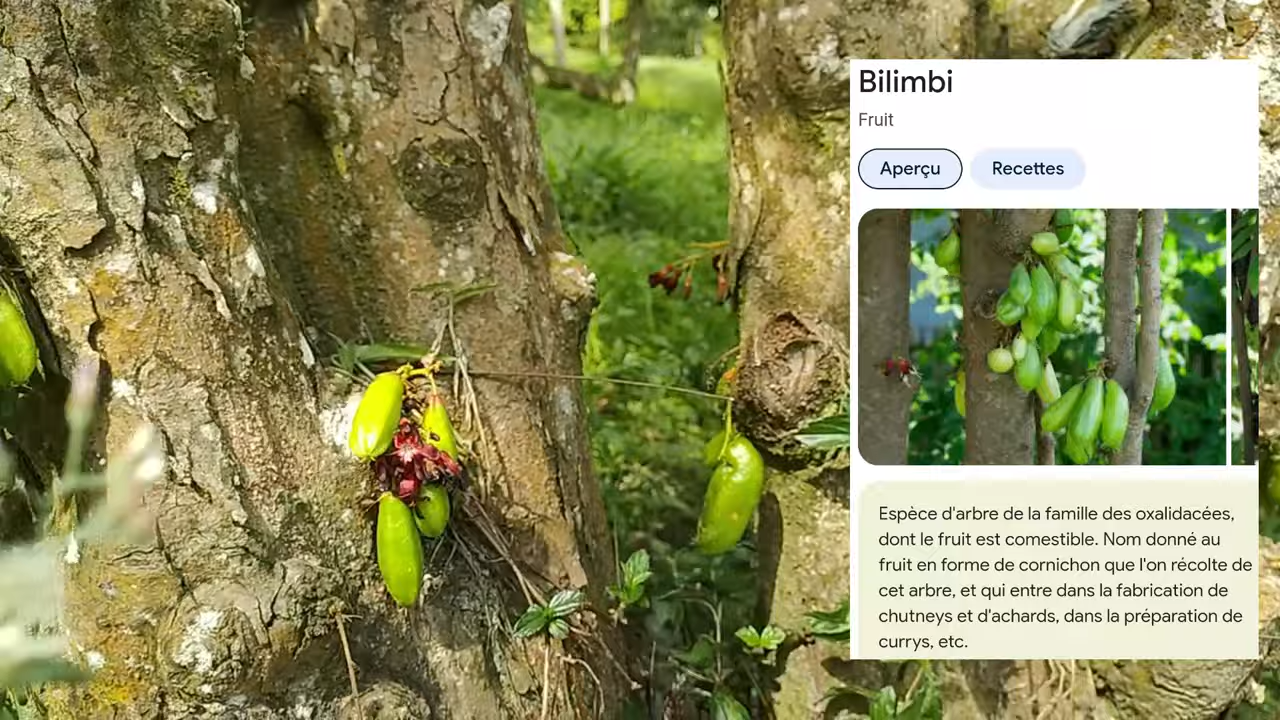 Bilimbi
Fruit
Aperçu
Recettes
Espèce d'arbre de la famille des oxalidacées,
dont le fruit est comestible. Nom donné au
fruit en forme de cornichon que l'on récolte de
cet arbre, et qui entre dans la fabrication de
chutneys et d'achards, dans la préparation de
currys, etc.